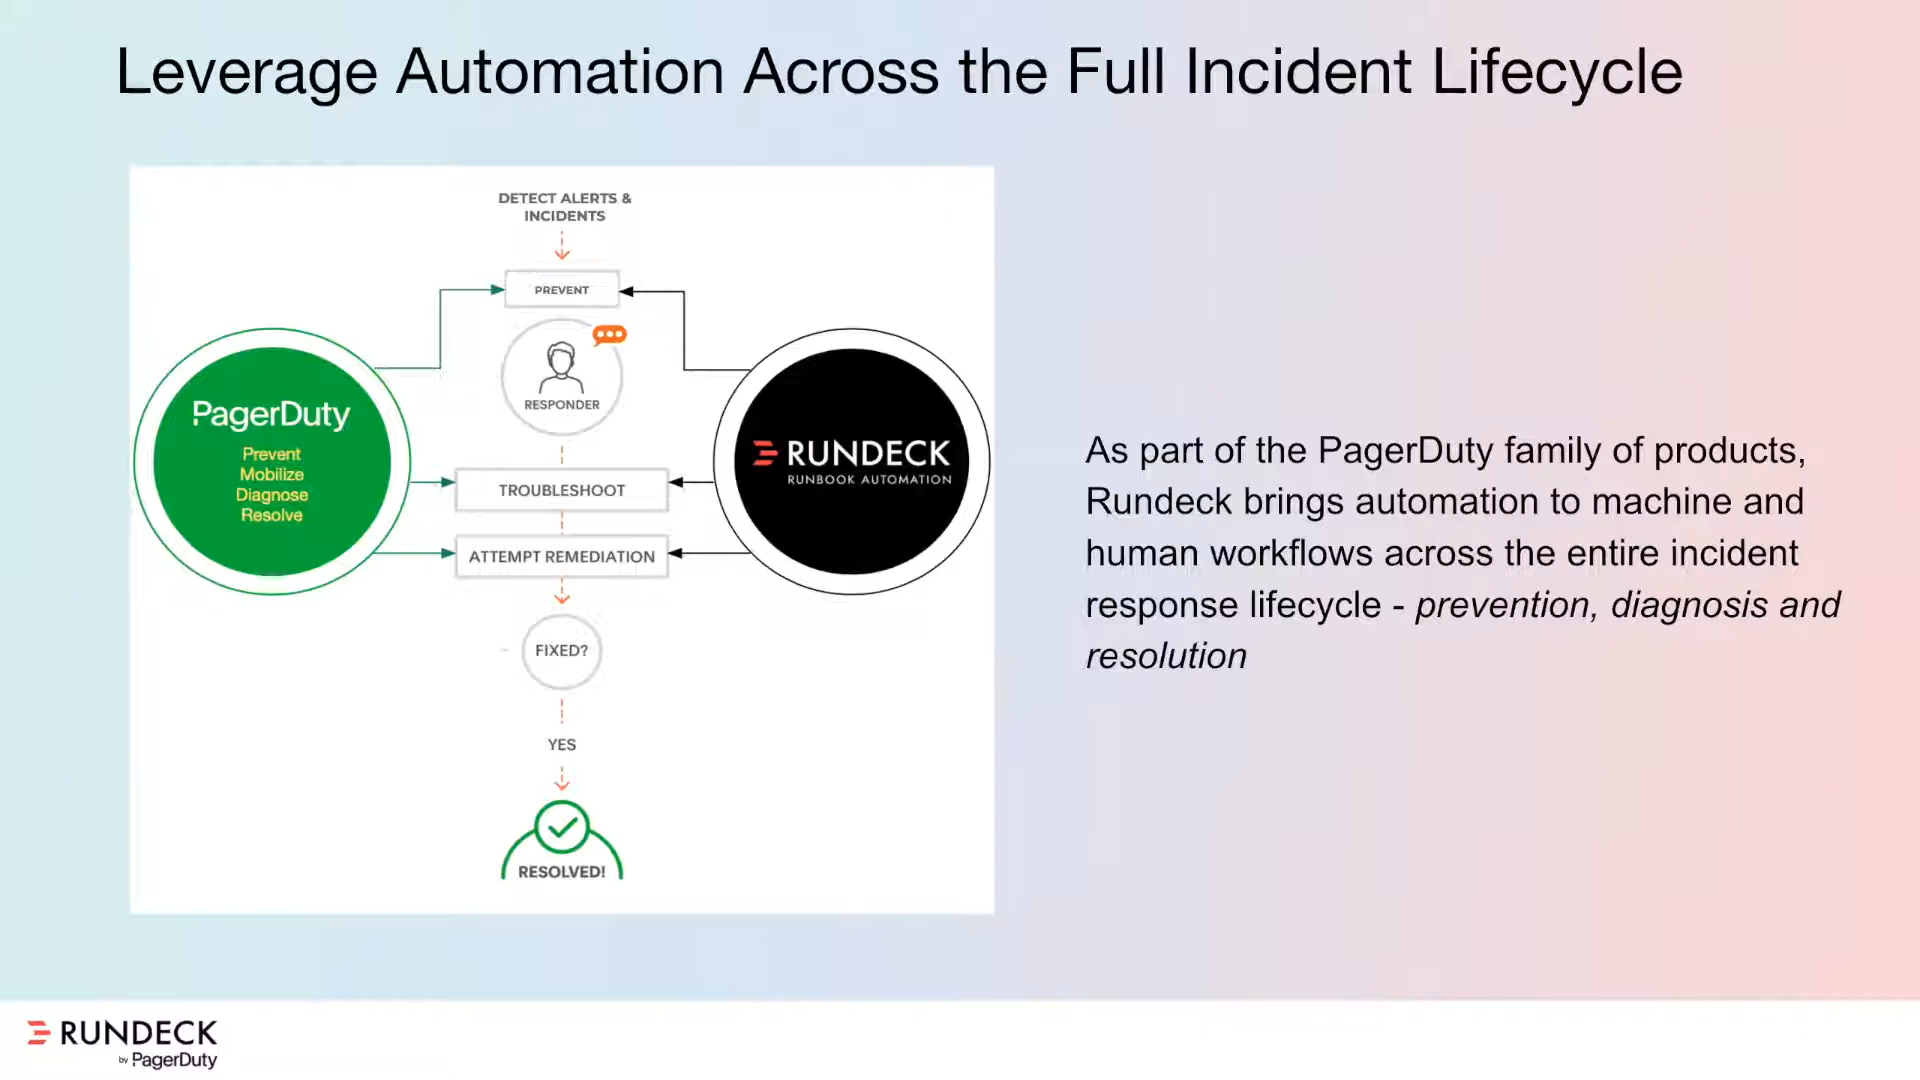 Leverage Automation Across the Full Incident Lifecycle
DETECT ALERTS &
INCIDENTS
PREVENT
RESPONDER
PagerDuty
Prevent
Mobilize
Diagnose
Resolve
RUNDECK
RUNBOOK AUTOMATION
TROUBLESHOOT
ATTEMPT REMEDIATION
FIXED?
YES
RESOLVED!
As part of the PagerDuty family of products,
Rundeck brings automation to machine and
human workflows across the entire incident
response lifecycle - prevention, diagnosis and
resolution
RUNDECK
by PagerDuty